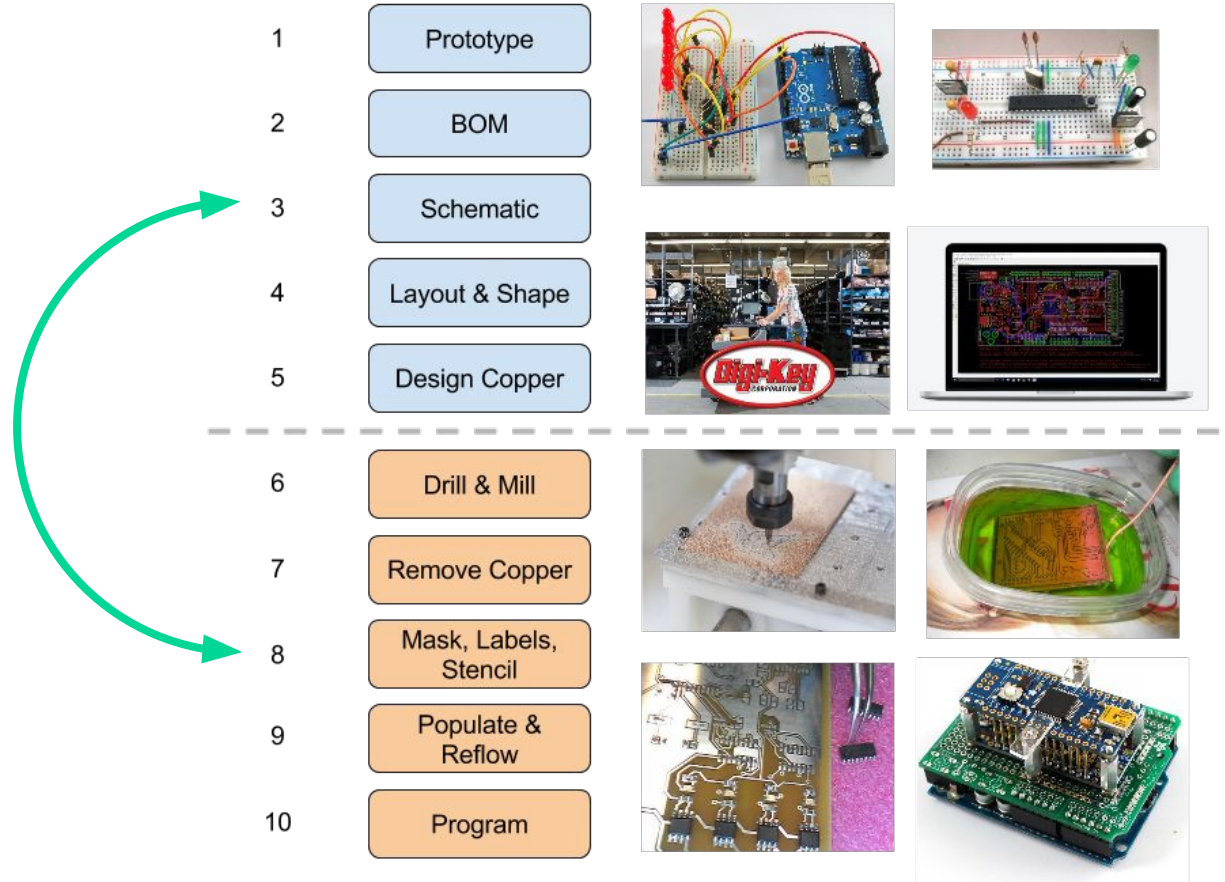 1
Prototype
2
BOM
3
Schematic
4
Layout & Shape
5
Design Copper
Digi-Key
CORPORATION
6
Drill & Mill
7
Remove Copper
8
Mask, Labels,
Stencil
9
Populate &
Reflow
10
Program